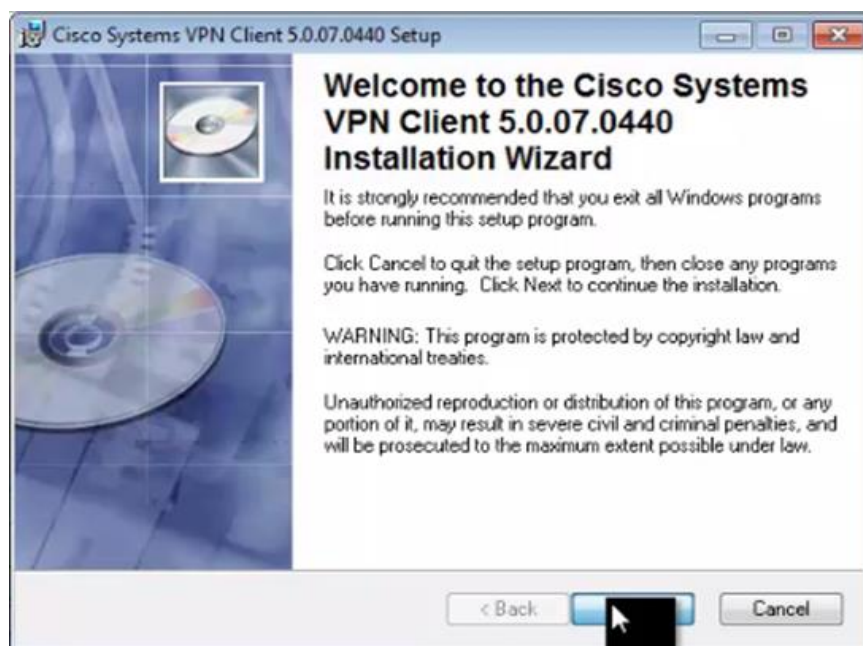 Cisco Systems VPN Client 5.0.07.0440 Setup
Welcome to the Cisco Systems
VPN Client 5.0.07.0440
Installation Wizard
It is strongly recommended that you exit all Windows programs
before running this setup program.
Click Cancel to quit the setup program, then close any programs
you have running. Click Next to continue the installation.
WARNING: This program is protected by copyright law and
international treaties.
Unauthorized reproduction or distribution of this program, or any
portion of it, may result in severe civil and criminal penalties, and
will be prosecuted to the maximum extent possible under law.
< Back
Cancel